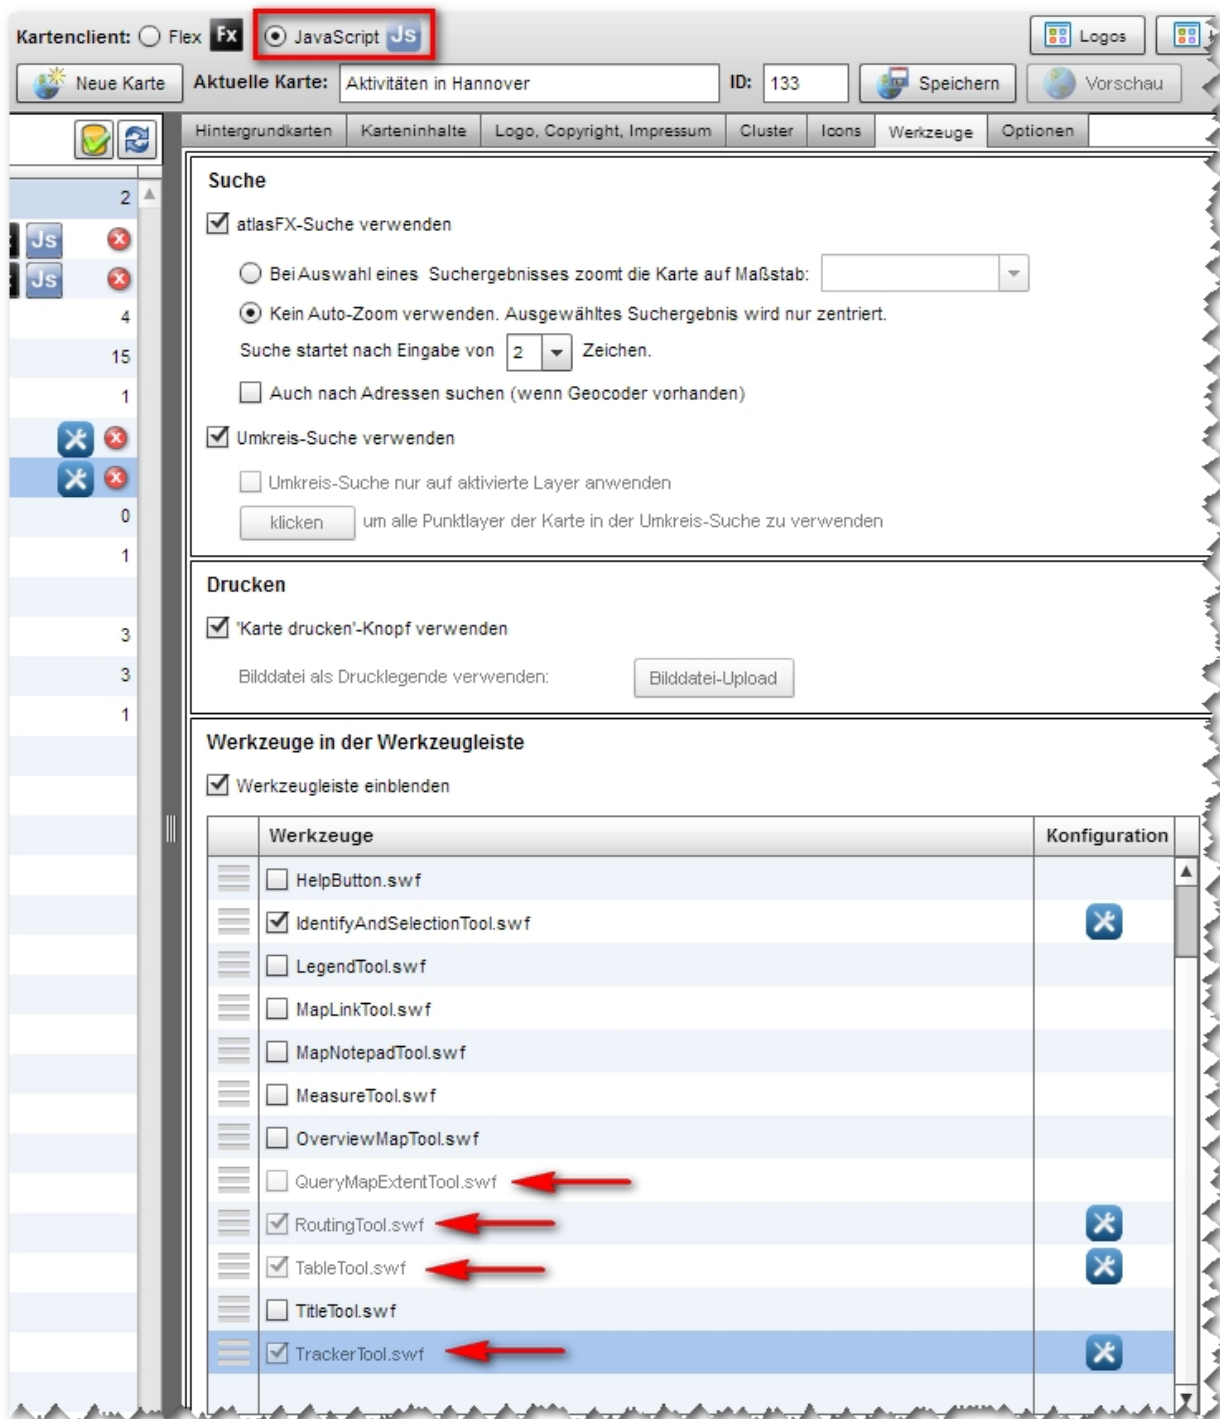 Kartenclient: Flex Fx JavaScript Js Logos
Neue Karte Aktuelle Karte: Aktivitäten in Hannover ID: 133 Speichern Vorschau
Hintergrundkarten Karteninhalte Logo, Copyright, Impressum Cluster Icons Werkzeuge Optionen
2
Js
Js
4
15
1
0
1
3
3
1
Suche
atlasFX-Suche verwenden
Bei Auswahl eines Suchergebnisses zoomt die Karte auf Maßstab:
Kein Auto-Zoom verwenden. Ausgewähltes Suchergebnis wird nur zentriert.
Suche startet nach Eingabe von 2 Zeichen.
Auch nach Adressen suchen (wenn Geocoder vorhanden)
Umkreis-Suche verwenden
Umkreis-Suche nur auf aktivierte Layer anwenden
klicken um alle Punktlayer der Karte in der Umkreis-Suche zu verwenden
Drucken
'Karte drucken'-Knopf verwenden
Bilddatei als Drucklegende verwenden: Bilddatei-Upload
Werkzeuge in der Werkzeugleiste
Werkzeugleiste einblenden
Werkzeuge Konfiguration
HelpButton.swf
IdentifyAndSelectionTool.swf
LegendTool.swf
MapLinkTool.swf
MapNotepadTool.swf
MeasureTool.swf
OverviewMapTool.swf
QueryMapExtentTool.swf
RoutingTool.swf
TableTool.swf
TitleTool.swf
TrackerTool.swf